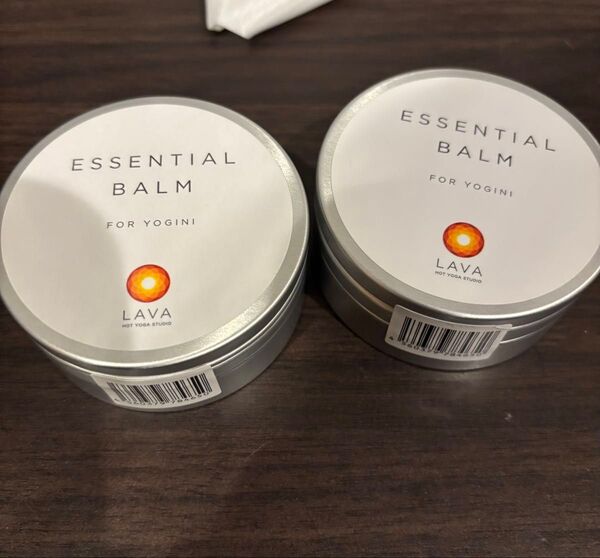 ESSENTIAL
BALM
FOR YOGINI
LAVA
HOT YOGA STUDIO
ESSENTIAL
BALM
FOR YOGINI
LAVA
HOT YOGA STUDIO